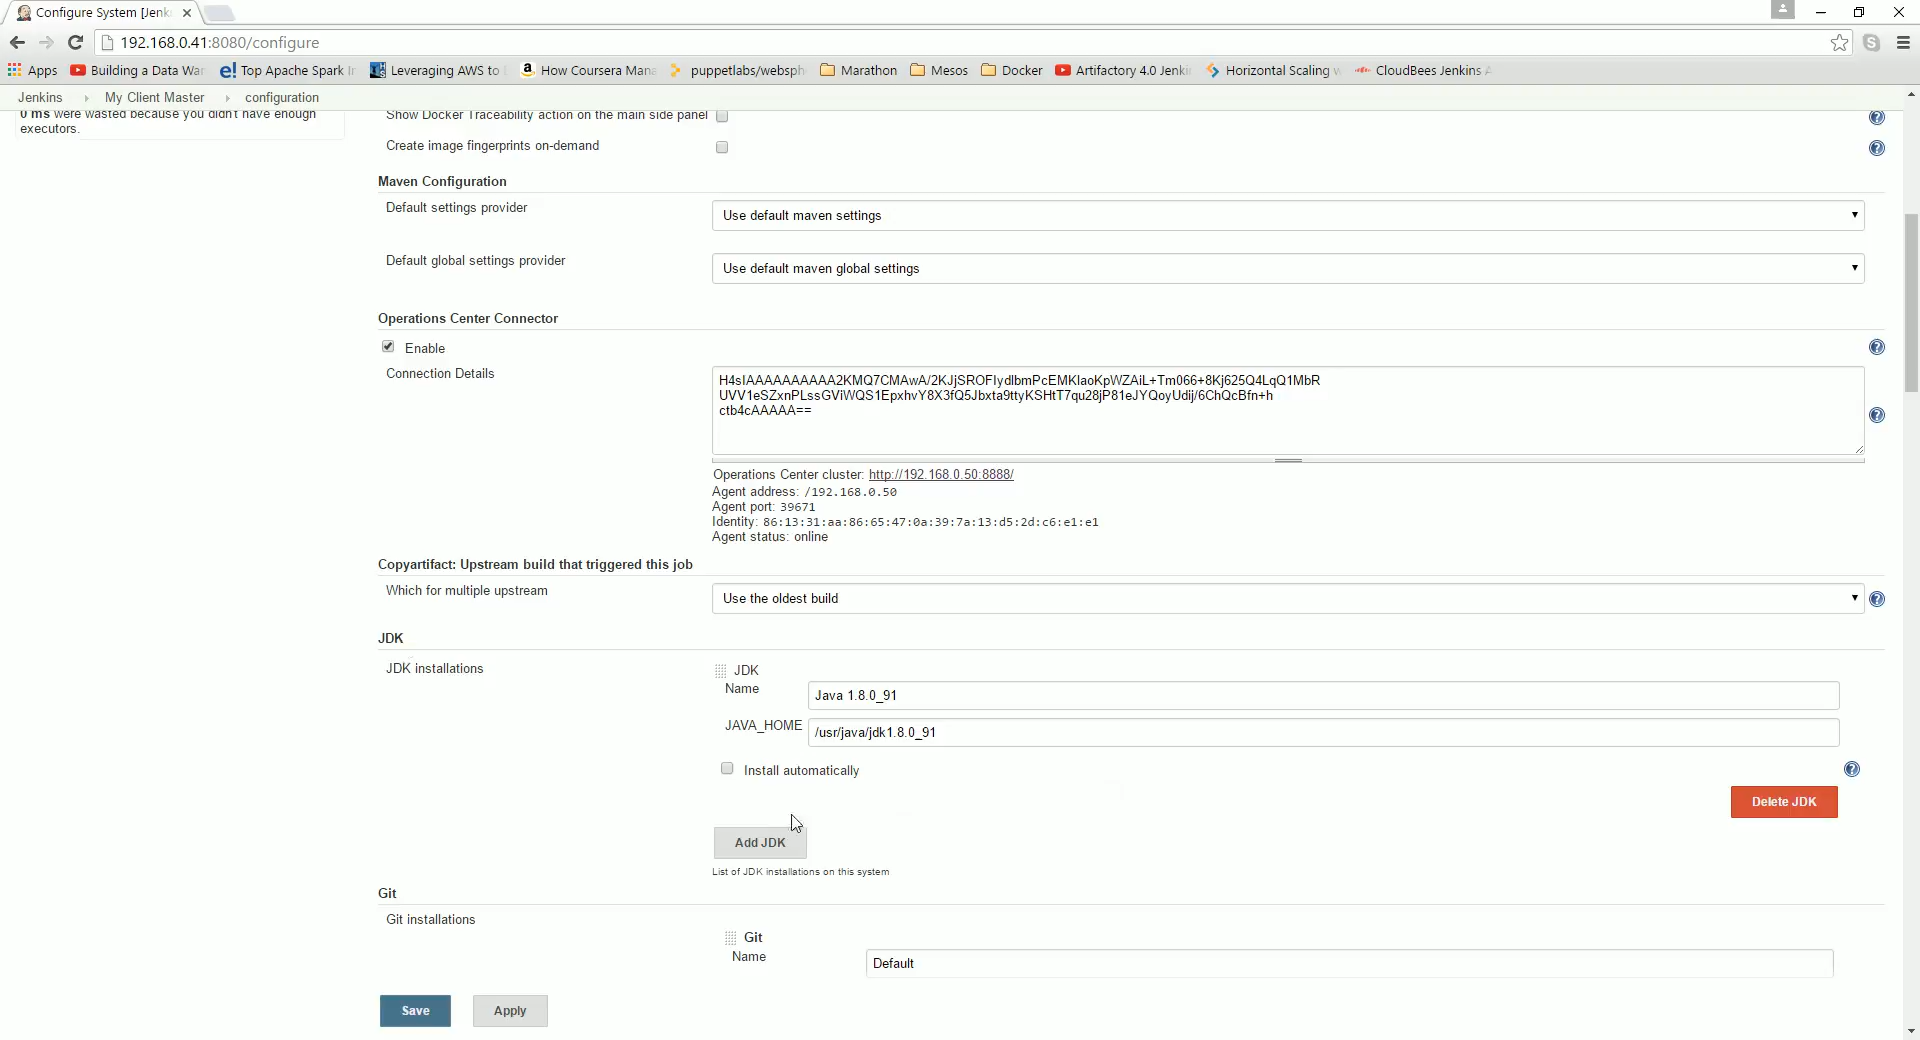 Configure System [Jenk
192.168.0.41:8080/configure
Apps
Building a Data War
Top Apache Spark In
Leveraging AWS to
How Coursera Mana
puppetlabs/websph
Marathon
Mesos
Docker
Artifactory 4.0 Jenki
Horizontal Scaling w
CloudBees Jenkins A
Jenkins
My Client Master
configuration
0 ms were wasted because you didn't have enough
executors.
Show Docker Traceability action on the main side panel
Create image fingerprints on-demand
Maven Configuration
Default settings provider
Use default maven settings
Default global settings provider
Use default maven global settings
Operations Center Connector
Enable
Connection Details
H4sIAAAAAAAAAA2KMQ7CMAwA/2KJjSROFIydlbmPcEMKlaoKpWZAiL+Tm066+8Kj625Q4LqQ1MbR
UVV1eSZxnPLssGViWQS1EpxhvY8X3fQ5Jbxta9ttyKSHtT7qu28jP81eJYQoyUdij/6ChQcBfn+h
ctb4cAAAAA==
Operations Center cluster: http://192.168.0.50:8888/
Agent address: /192.168.0.50
Agent port: 39671
Identity: 86:13:31:aa:86:65:47:0a:39:7a:13:d5:2d:c6:e1:e1
Agent status: online
Copyartifact: Upstream build that triggered this job
Which for multiple upstream
Use the oldest build
JDK
JDK installations
JDK
Name
Java 1.8.0_91
JAVA_HOME
/usr/java/jdk1.8.0_91
Install automatically
Delete JDK
Add JDK
List of JDK installations on this system
Git
Git installations
Git
Name
Default
Save
Apply